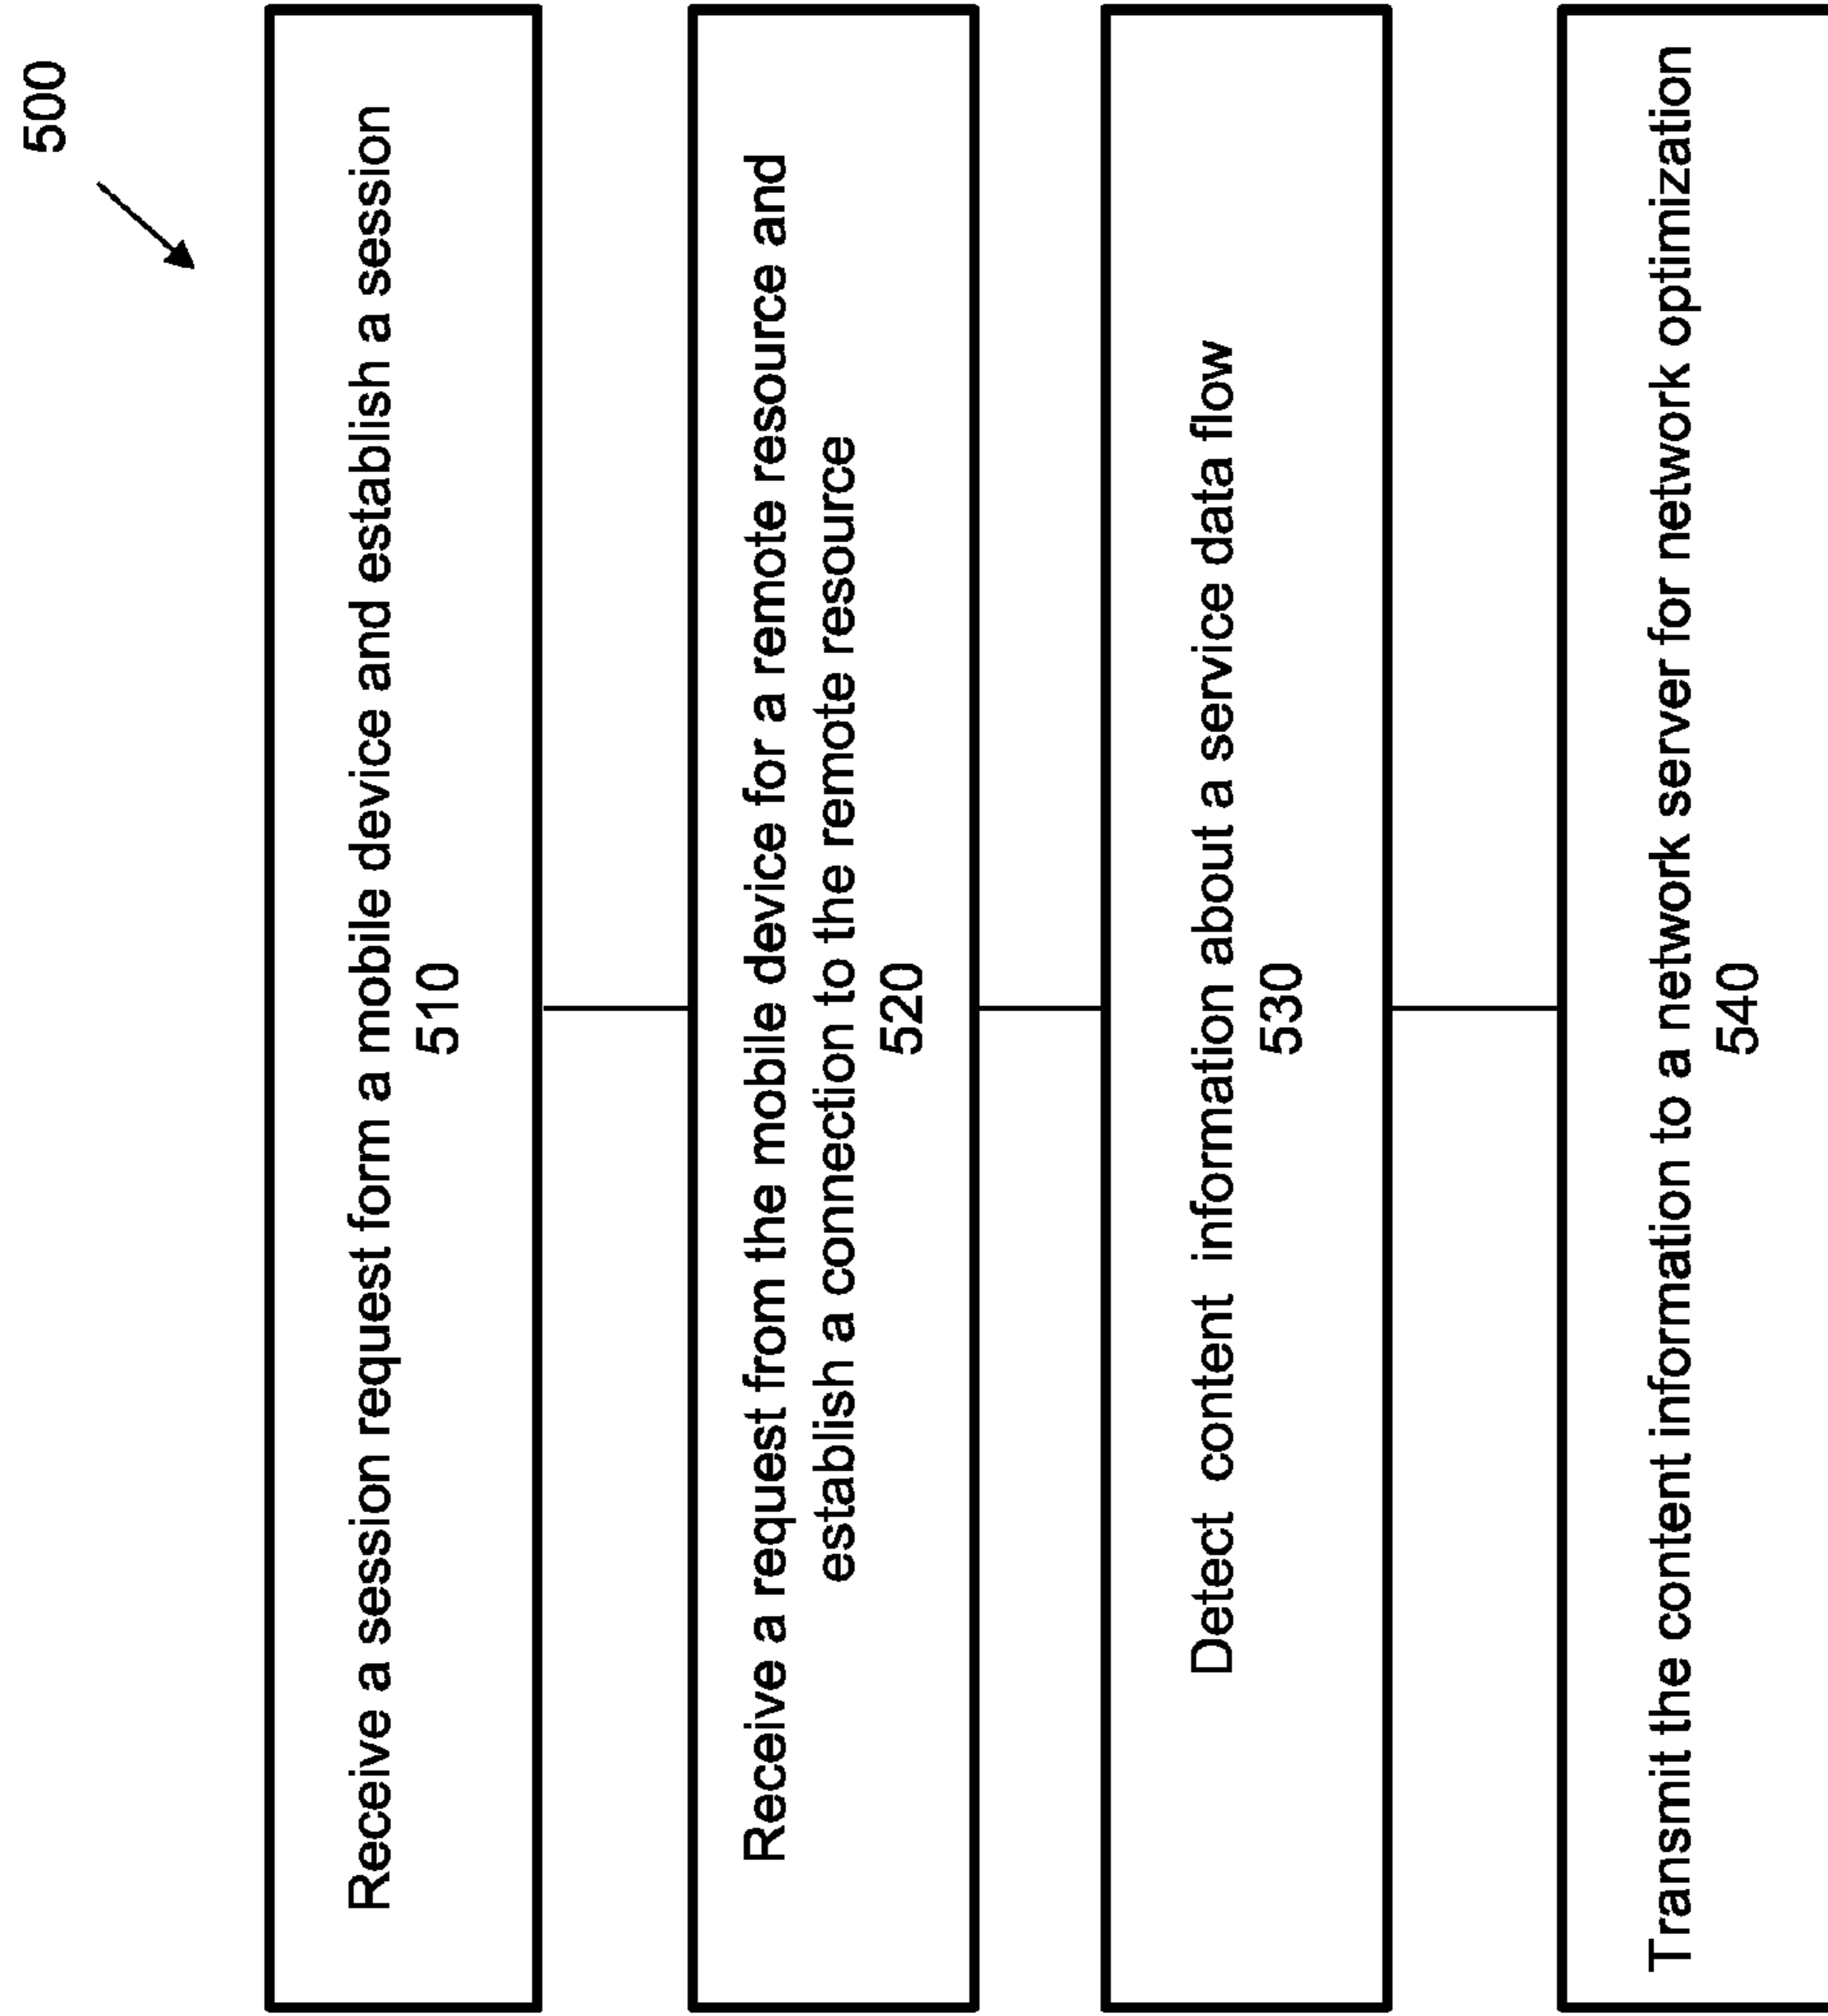 500
Receive a session request form a mobile device and establish a session
510
Receive a request from the mobile device for a remote resource and
establish a connection to the remote resource
520
Detect content information about a service data flow
530
Transmit the content information to a network server for network optimization
540